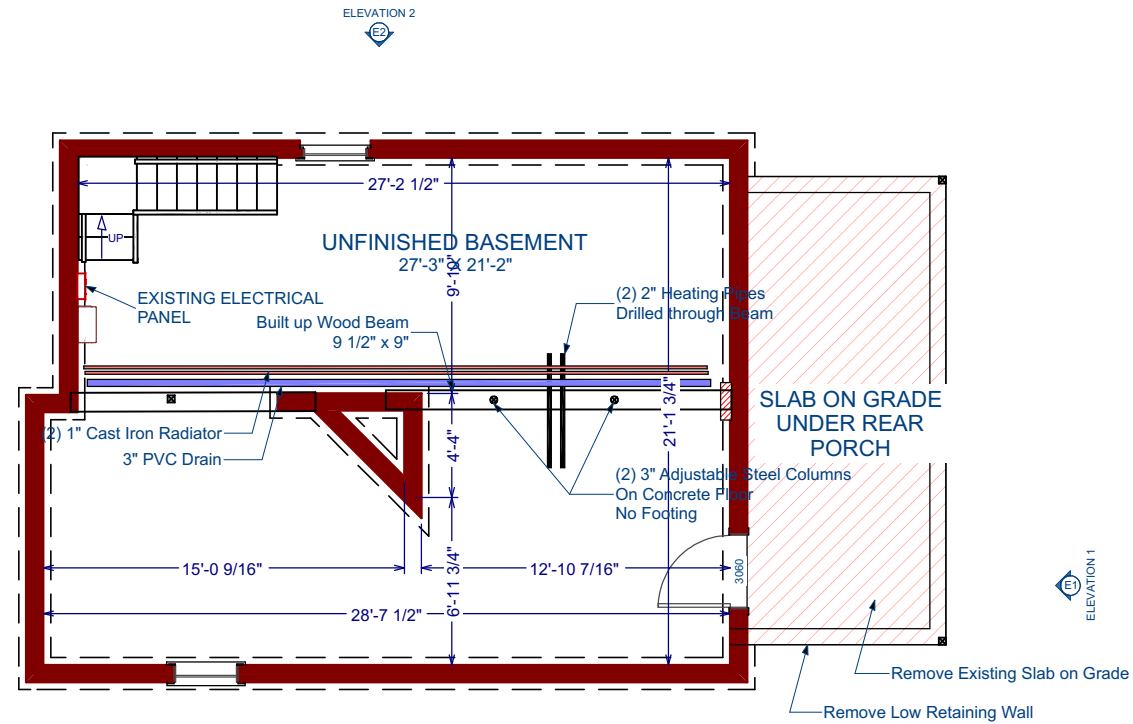 ELEVATION 2
E2
27'-2 1/2"
UP
UNFINISHED BASEMENT
27'-3" X 21'-2"
9'-10"
EXISTING ELECTRICAL
PANEL
Built up Wood Beam
9 1/2" x 9"
(2) 2" Heating Pipes
Drilled through Beam
21'-1 3/4"
SLAB ON GRADE
UNDER REAR
PORCH
(2) 1" Cast Iron Radiator
3" PVC Drain
4'-4"
(2) 3" Adjustable Steel Columns
On Concrete Floor
No Footing
15'-0 9/16"
12'-10 7/16"
3060
6'-11 3/4"
28'-7 1/2"
E1
ELEVATION 1
Remove Existing Slab on Grade
Remove Low Retaining Wall